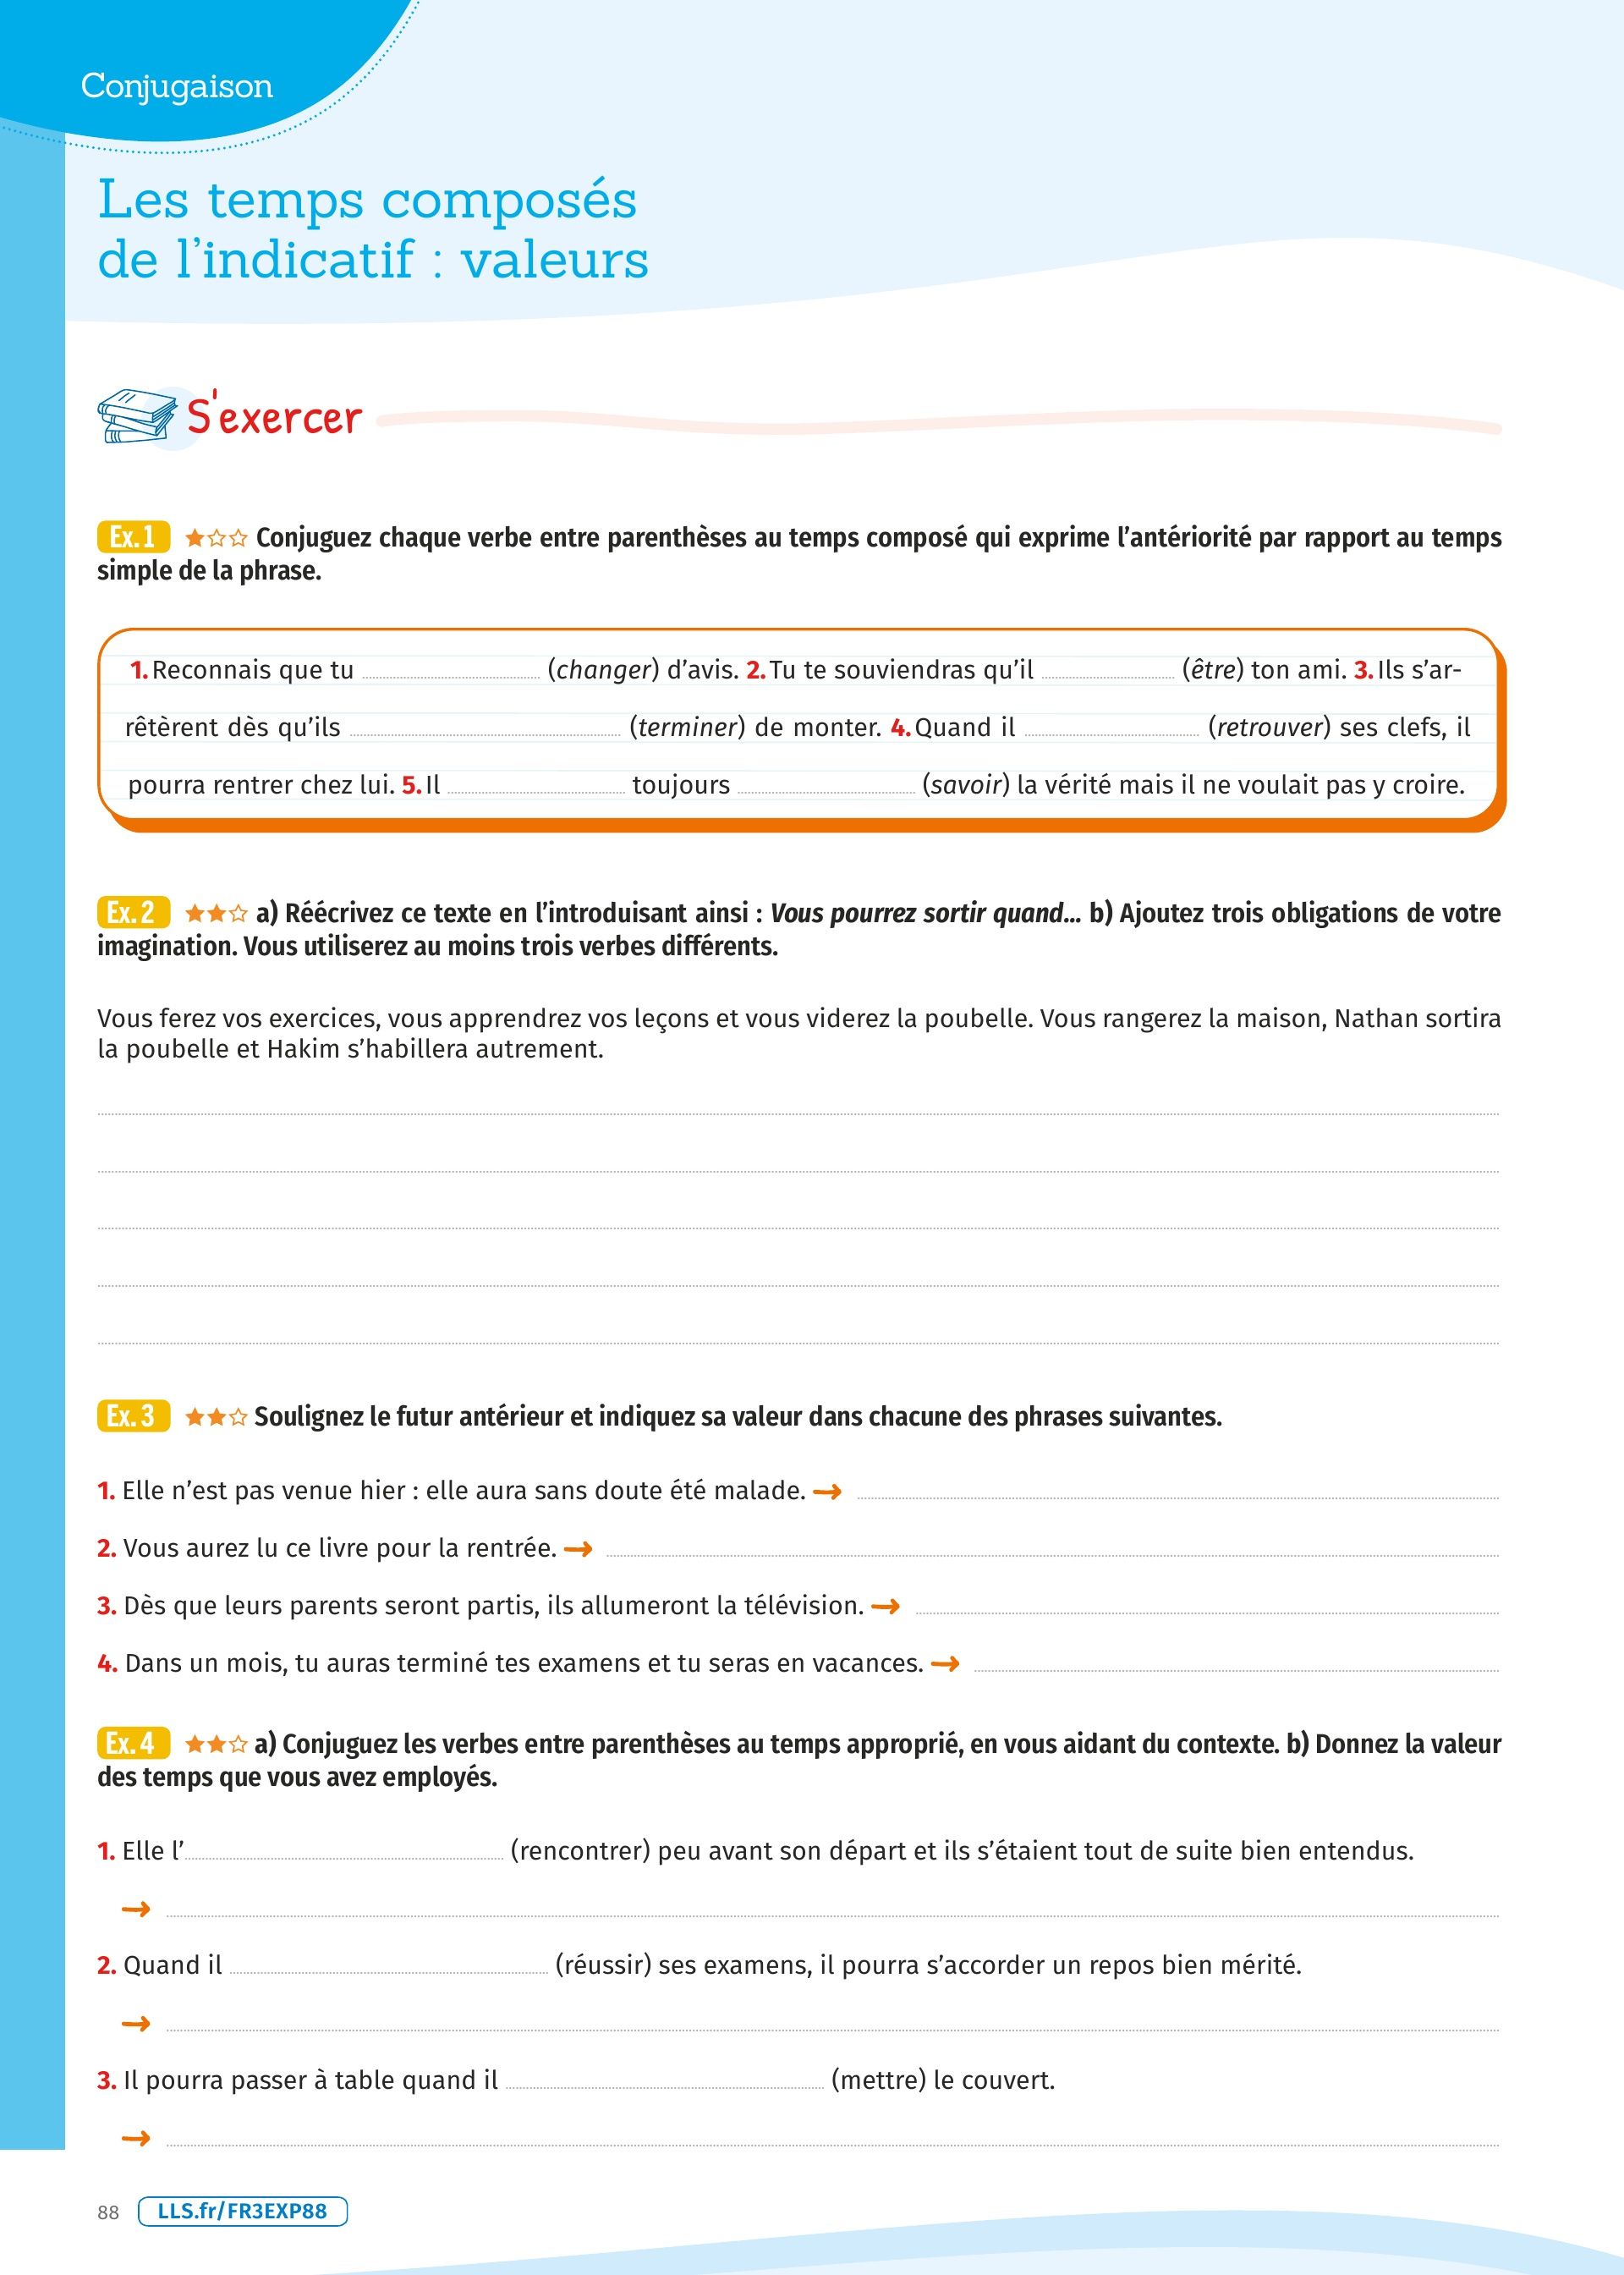 Conjugaison
Les temps composés
de l’indicatif : valeurs
S'exercer
Ex. 1 ★☆☆ Conjuguez chaque verbe entre parenthèses au temps composé qui exprime l’antériorité par rapport au temps
simple de la phrase.
1. Reconnais que tu ........ (changer) d’avis. 2. Tu te souviendras qu’il ........ (être) ton ami. 3. Ils s’ar-
rêtèrent dès qu’ils ........ (terminer) de monter. 4. Quand il ........ (retrouver) ses clefs, il
pourra rentrer chez lui. 5. Il ........ toujours ........ (savoir) la vérité mais il ne voulait pas y croire.
Ex. 2 ★★☆ a) Réécrivez ce texte en l’introduisant ainsi : Vous pourrez sortir quand... b) Ajoutez trois obligations de votre
imagination. Vous utiliserez au moins trois verbes différents.
Vous ferez vos exercices, vous apprendrez vos leçons et vous viderez la poubelle. Vous rangerez la maison, Nathan sortira
la poubelle et Hakim s’habillera autrement.
Ex. 3 ★★☆ Soulignez le futur antérieur et indiquez sa valeur dans chacune des phrases suivantes.
1. Elle n’est pas venue hier : elle aura sans doute été malade. → ........
2. Vous aurez lu ce livre pour la rentrée. → ........
3. Dès que leurs parents seront partis, ils allumeront la télévision. → ........
4. Dans un mois, tu auras terminé tes examens et tu seras en vacances. → ........
Ex. 4 ★★☆ a) Conjuguez les verbes entre parenthèses au temps approprié, en vous aidant du contexte. b) Donnez la valeur
des temps que vous avez employés.
1. Elle l’........ (rencontrer) peu avant son départ et ils s’étaient tout de suite bien entendus.
→ ........
2. Quand il ........ (réussir) ses examens, il pourra s’accorder un repos bien mérité.
→ ........
3. Il pourra passer à table quand il ........ (mettre) le couvert.
→ ........
88 LLS.fr/FR3EXP88